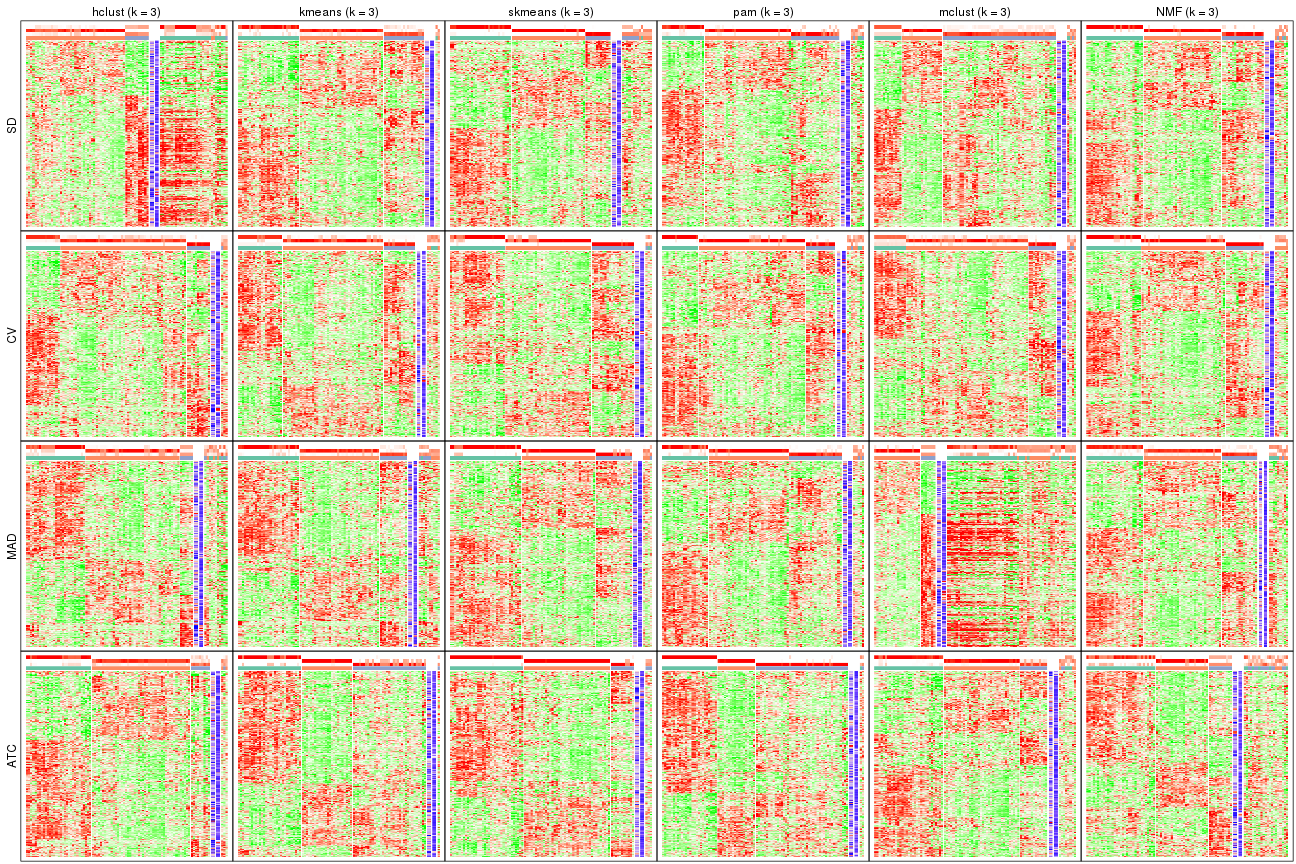 hclust (k = 3)
kmeans (k = 3)
skmeans (k = 3)
pam (k = 3)
mclust (k = 3)
NMF (k = 3)
SD
CV
MAD
ATC